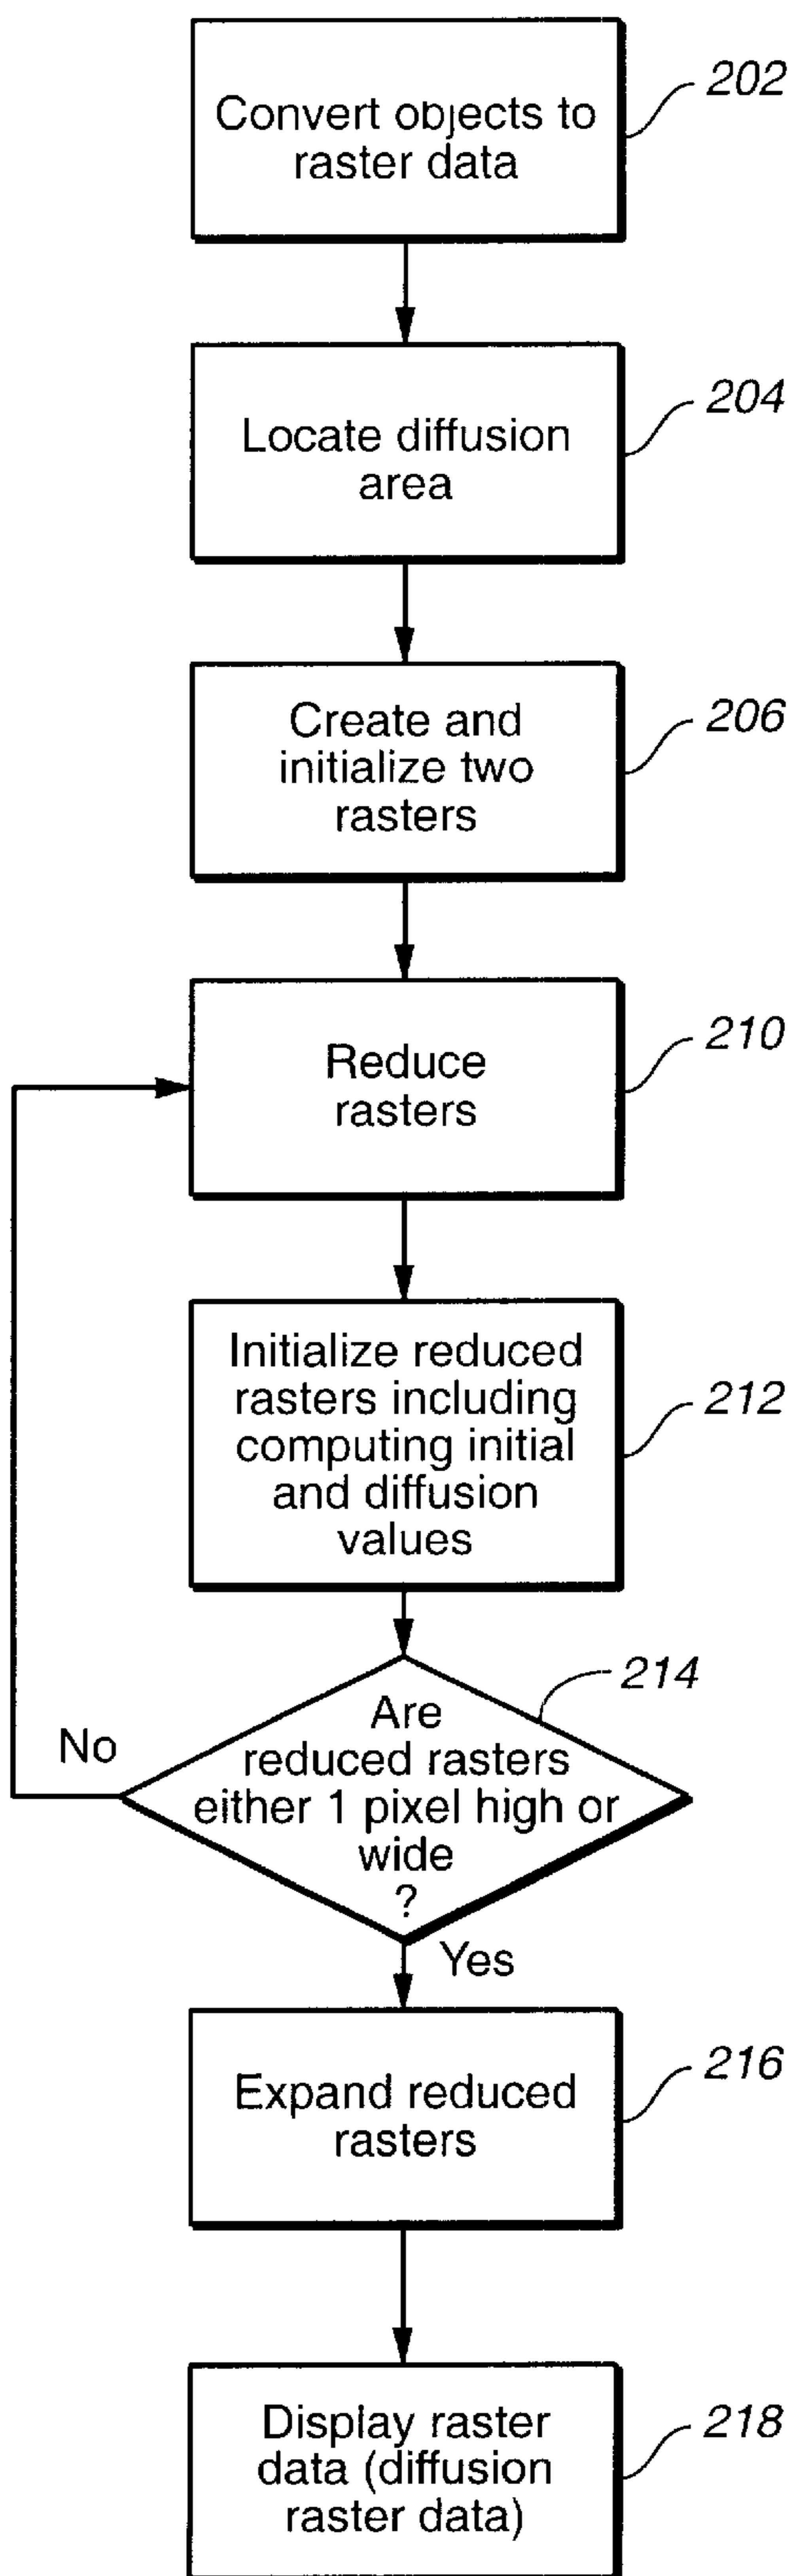 202
Convert objects to
raster data
204
Locate diffusion
area
206
Create and
initialize two
rasters
210
Reduce
rasters
212
Initialize reduced
rasters including
computing initial
and diffusion
values
214
Are
reduced rasters
either 1 pixel high or
wide
?
No
Yes
216
Expand reduced
rasters
218
Display raster
data (diffusion
raster data)